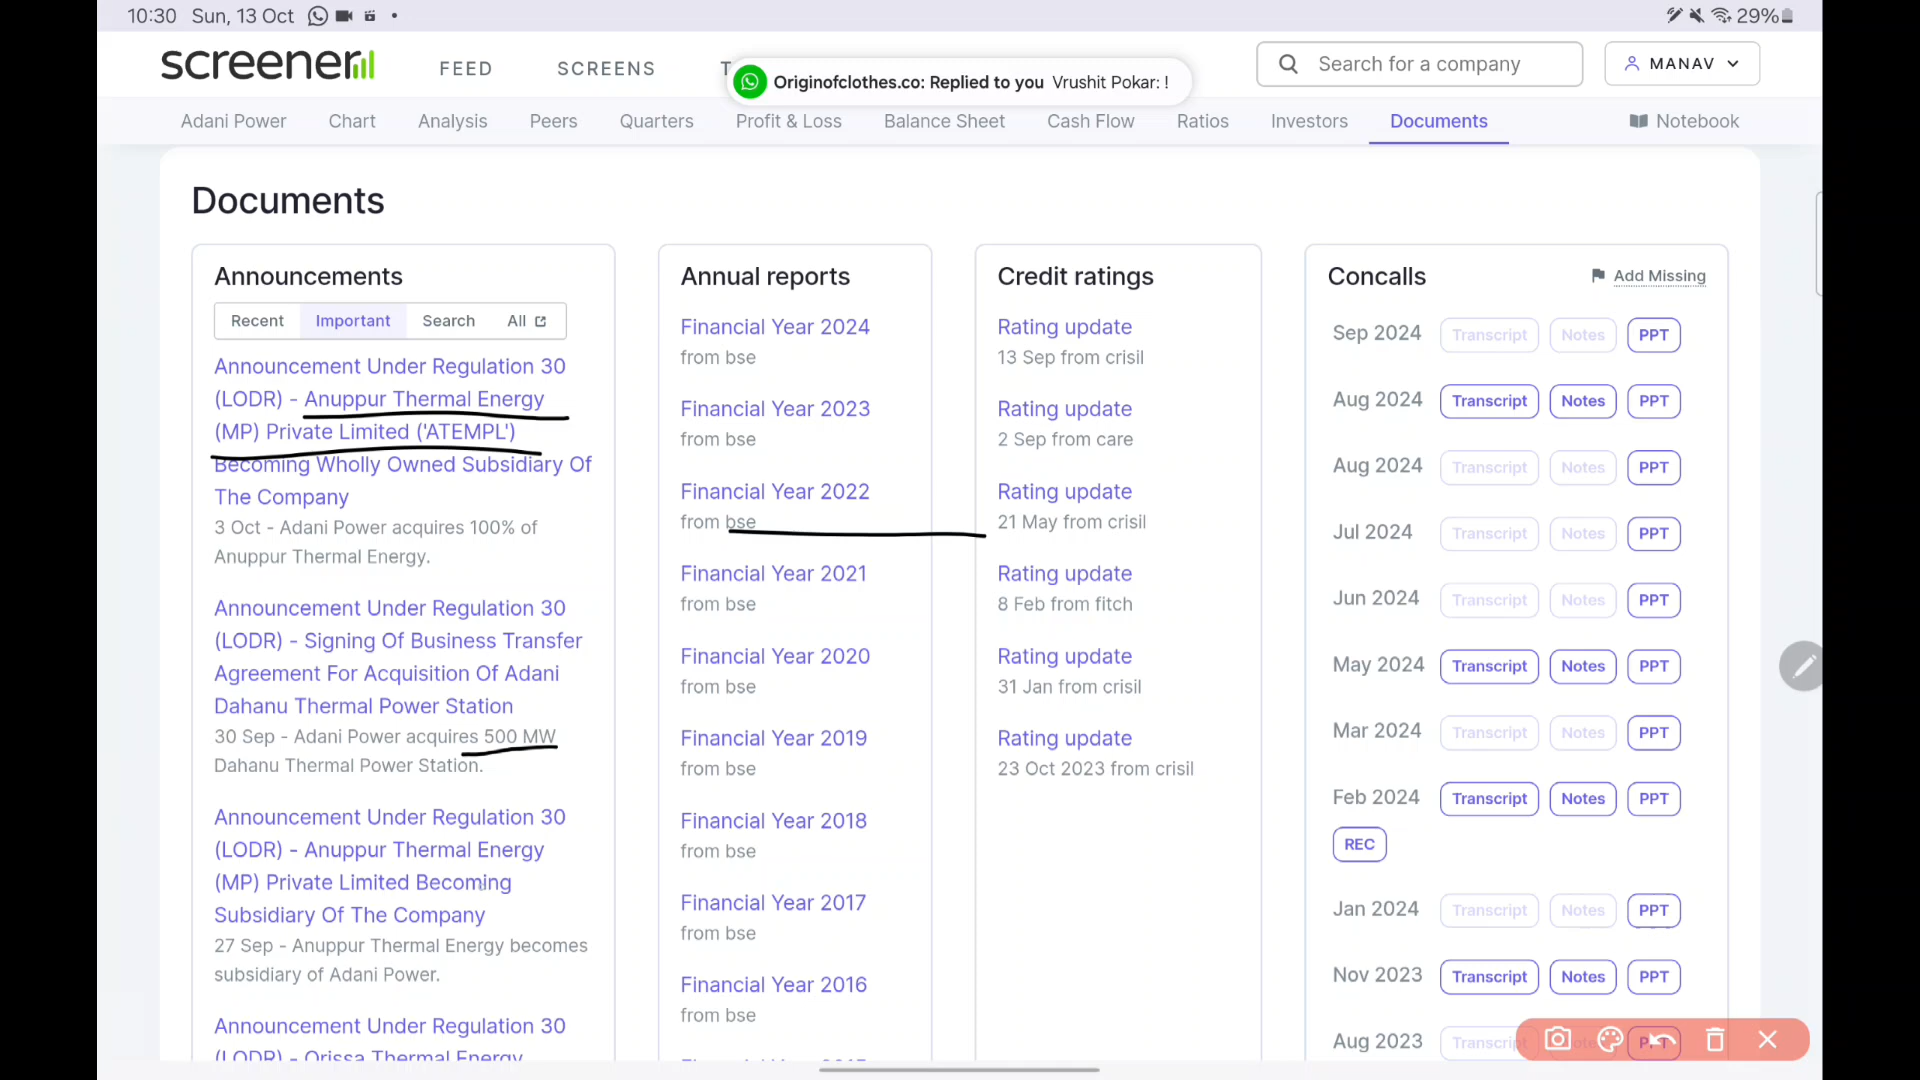 10:30 Sun, 13 Oct
29%
screener
FEED SCREENS T
Originofclothes.co: Replied to you Vrushit Pokar: !
Search for a company
MANAV
Adani Power Chart Analysis Peers Quarters Profit & Loss Balance Sheet Cash Flow Ratios Investors Documents Notebook
Documents
Announcements
Recent Important Search All
Announcement Under Regulation 30
(LODR) - Anuppur Thermal Energy
(MP) Private Limited ('ATEMPL')
Becoming Wholly Owned Subsidiary Of
The Company
3 Oct - Adani Power acquires 100% of
Anuppur Thermal Energy.
Announcement Under Regulation 30
(LODR) - Signing Of Business Transfer
Agreement For Acquisition Of Adani
Dahanu Thermal Power Station
30 Sep - Adani Power acquires 500 MW
Dahanu Thermal Power Station.
Announcement Under Regulation 30
(LODR) - Anuppur Thermal Energy
(MP) Private Limited Becoming
Subsidiary Of The Company
27 Sep - Anuppur Thermal Energy becomes
subsidiary of Adani Power.
Announcement Under Regulation 30
(LODR) - Orissa Thermal Energy
Annual reports
Financial Year 2024
from bse
Financial Year 2023
from bse
Financial Year 2022
from bse
Financial Year 2021
from bse
Financial Year 2020
from bse
Financial Year 2019
from bse
Financial Year 2018
from bse
Financial Year 2017
from bse
Financial Year 2016
from bse
Credit ratings
Rating update
13 Sep from crisil
Rating update
2 Sep from care
Rating update
21 May from crisil
Rating update
8 Feb from fitch
Rating update
31 Jan from crisil
Rating update
23 Oct 2023 from crisil
Concalls Add Missing
Sep 2024 Transcript Notes PPT
Aug 2024 Transcript Notes PPT
Aug 2024 Transcript Notes PPT
Jul 2024 Transcript Notes PPT
Jun 2024 Transcript Notes PPT
May 2024 Transcript Notes PPT
Mar 2024 Transcript Notes PPT
Feb 2024 Transcript Notes PPT
REC
Jan 2024 Transcript Notes PPT
Nov 2023 Transcript Notes PPT
Aug 2023 Transcript Notes PPT